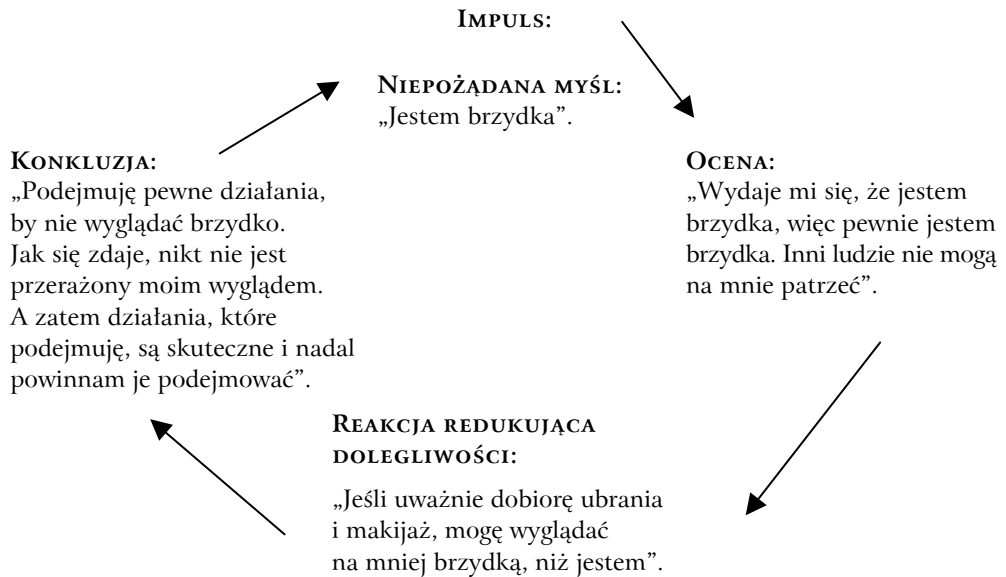 IMPULS:
NIEPOŻĄDANA MYŚL:
„Jestem brzydka”.
OCENA:
„Wydaje mi się, że jestem
brzydka, więc pewnie jestem
brzydka. Inni ludzie nie mogą
na mnie patrzeć”.
REAKCJA REDUKUJĄCA
DOLEGLIWOŚCI:
„Jeśli uważnie dobiorę ubrania
i makijaż, mogę wyglądać
na mniej brzydką, niż jestem”.
KONKLUZJA:
„Podejmuję pewne działania,
by nie wyglądać brzydko.
Jak się zdaje, nikt nie jest
przerażony moim wyglądem.
A zatem działania, które
podejmuję, są skuteczne i nadal
powinnam je podejmować”.